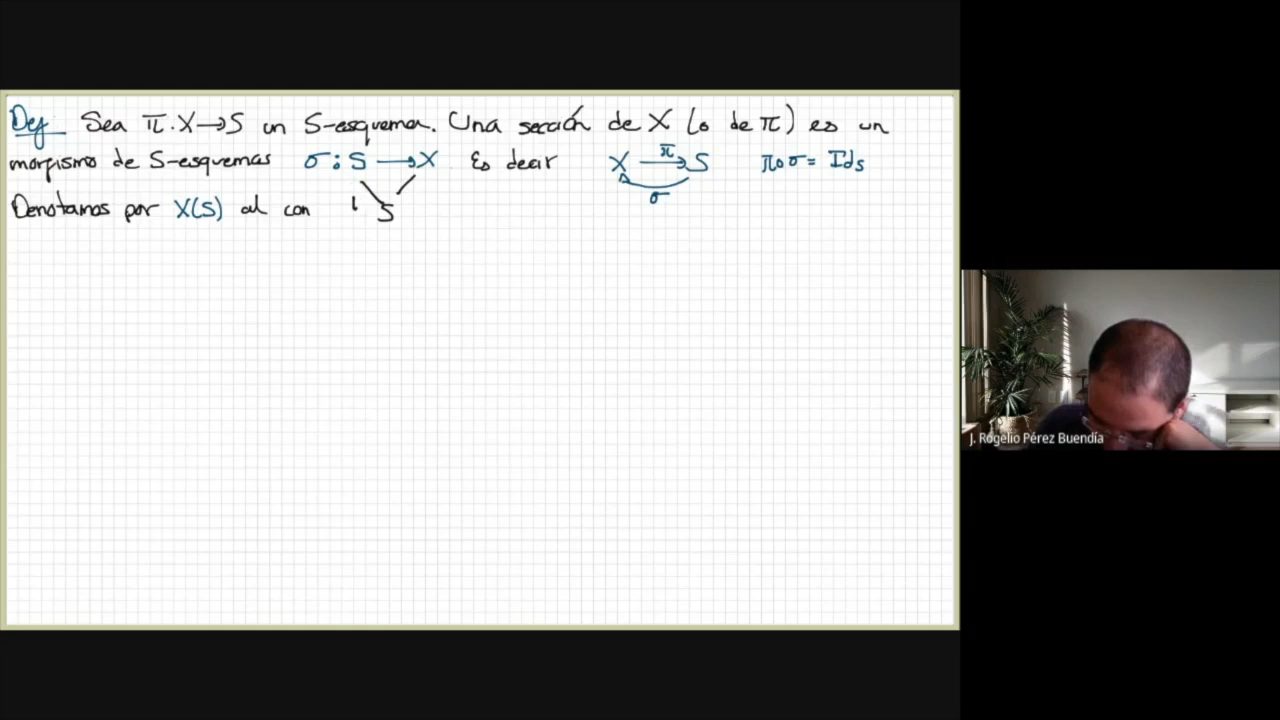 Def Sea π: X → S un S-esquema. Una sección de X (o de π) es un
morfismo de S-esquemas σ: S → X Es decir X → S π∘σ = Id_S
π
σ
S
Denotamos por X(S) al con
J. Rogelio Pérez Buendía